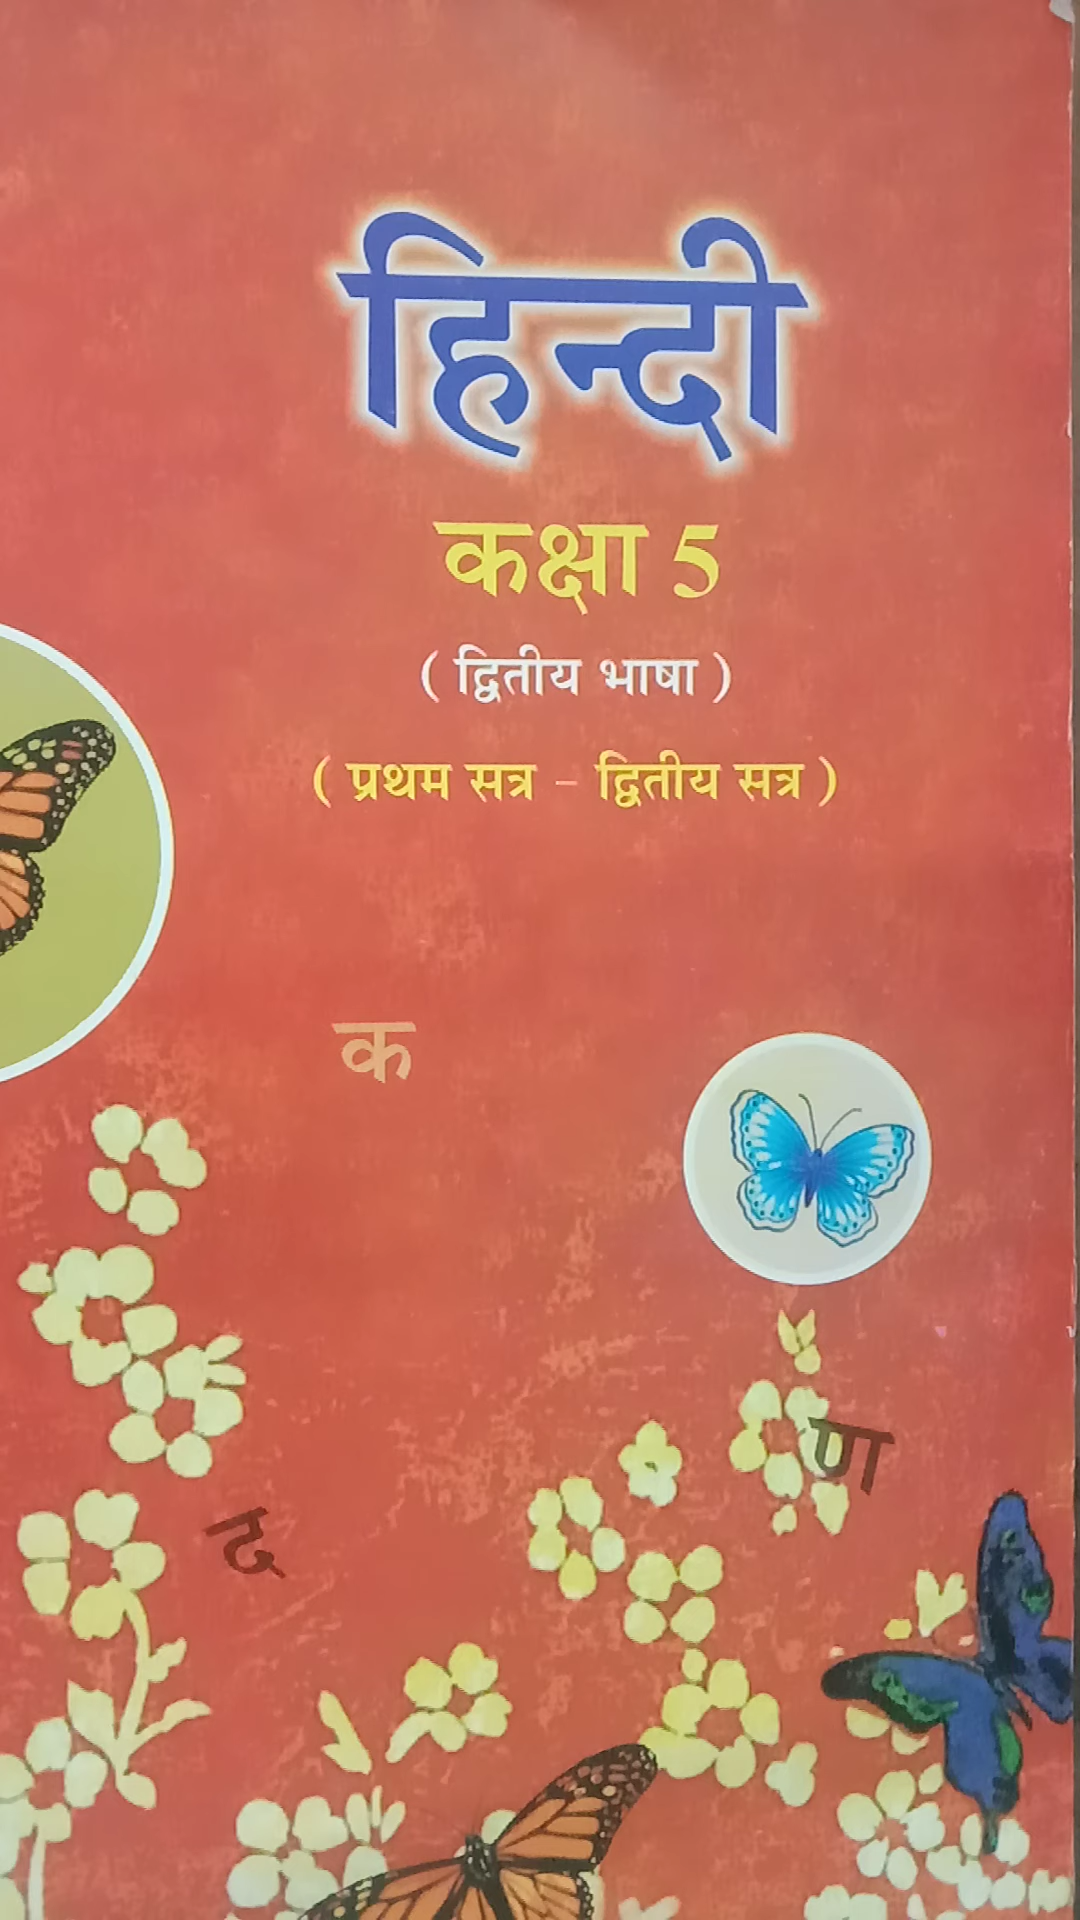 हिन्दी
कक्षा 5
( द्वितीय भाषा )
( प्रथम सत्र - द्वितीय सत्र )
क
ण
ट